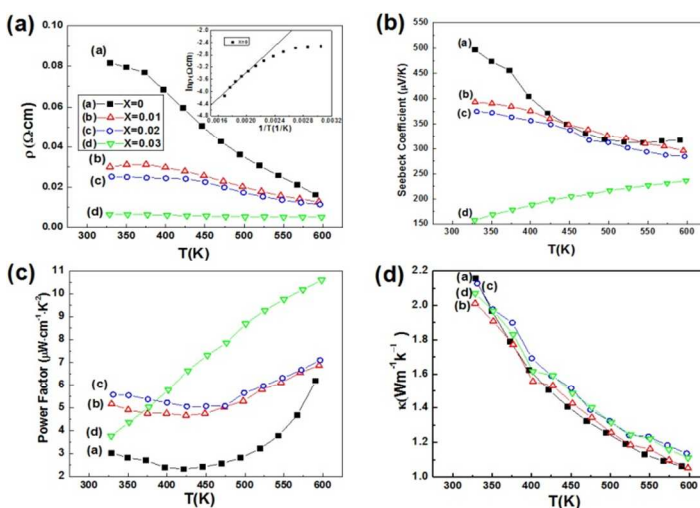 (a)
0.10
0.08
0.06
0.04
0.02
0.00
ρ (Ω·cm)
300 350 400 450 500 550 600
T(K)
(a)
(b)
(c)
(d)
(a) X=0
(b) X=0.01
(c) X=0.02
(d) X=0.03
-2.0
-2.4
-2.8
-3.2
-3.6
-4.0
-4.4
-4.8
0.0016 0.0020 0.0024 0.0028 0.0032
1/T(1/K)
(b)
550
500
450
400
350
300
250
200
150
Seebeck Coefficient (μV/K)
300 350 400 450 500 550 600
T(K)
(a)
(b)
(c)
(d)
(c)
11
10
9
8
7
6
5
4
3
2
Power Factor (μW·cm⁻¹·K⁻²)
300 350 400 450 500 550 600
T(K)
(c)
(b)
(d)
(a)
(d)
2.2
2.0
1.8
1.6
1.4
1.2
1.0
κ(Wm⁻¹k⁻¹)
300 350 400 450 500 550 600
T(K)
(a)
(c)
(d)
(b)